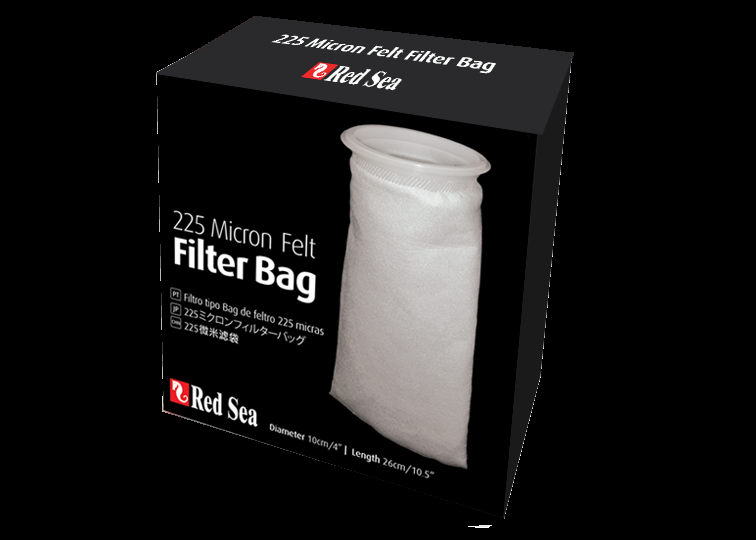 225 Micron Felt Filter Bag
Red Sea
225 Micron Felt
Filter Bag
PT Filtro tipo Bag de feltro 225 micras
JP 225ミクロンフィルターバッグ
CHN 225微米滤袋
Red Sea
Diameter 10cm/4" | Length 26cm/10.5"